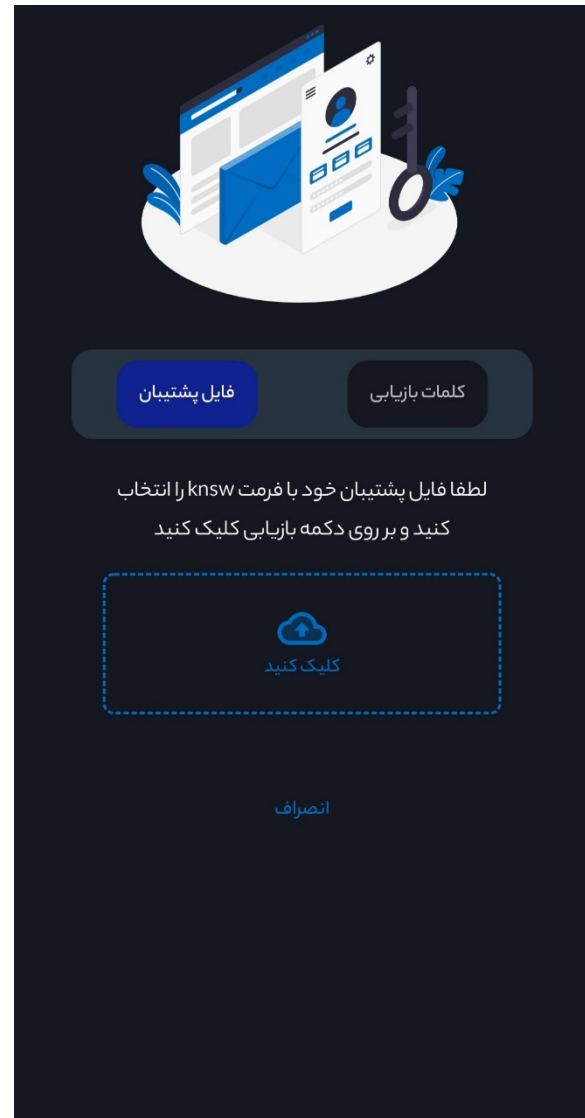 کلمات بازیابی
فایل پشتیبان
لطفا فایل پشتیبان خود با فرمت knsw را انتخاب
کنید و بر روی دکمه بازیابی کلیک کنید
کلیک کنید
انصراف